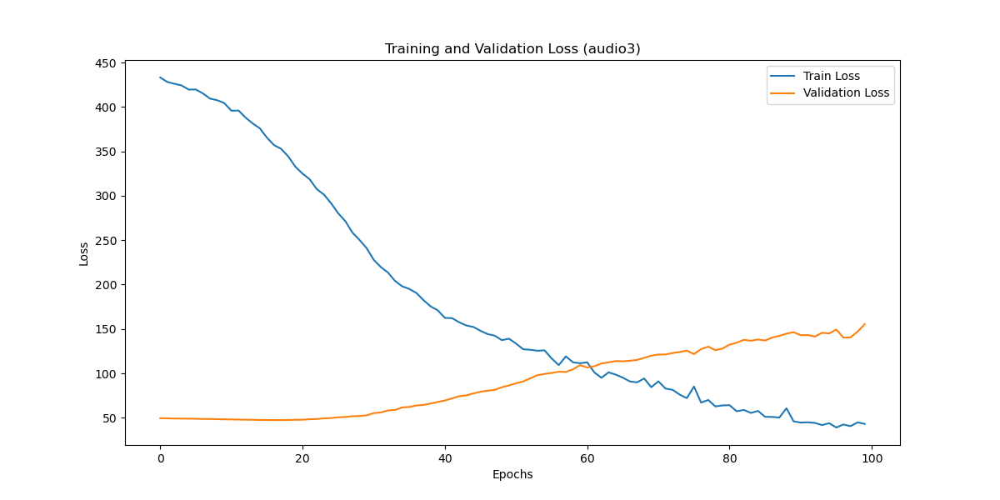 Training and Validation Loss (audio3)
Train Loss
Validation Loss
Loss
450
400
350
300
250
200
150
100
50
0 20 40 60 80 100
Epochs